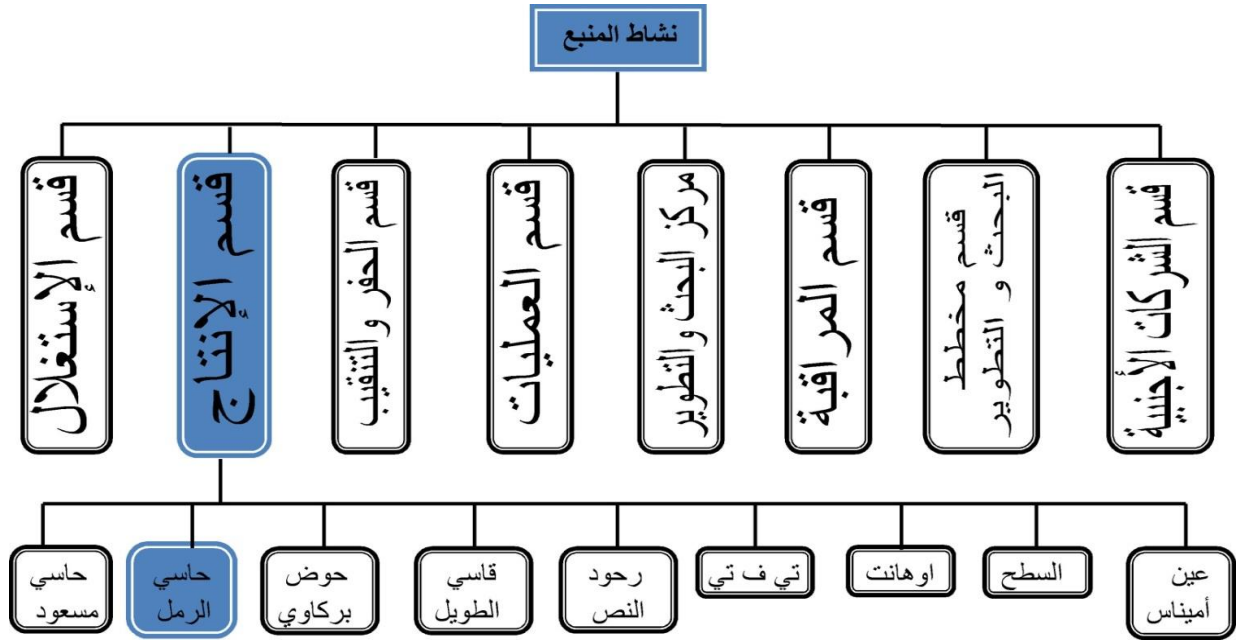 نشاط المنبع
قسم الشركات الأجنبية
قسم مخطط
البحث و التطوير
قسم المراقبة
مركز البحث و التطوير
قسم العمليات
قسم الحفر و التنقيب
قسم الإنتاج
قسم الإستغلال
عين
أميناس
السطح
اوهانت
تي ف تي
رحود
النص
قاسي
الطويل
حوض
بركاوي
حاسي
الرمل
حاسي
مسعود